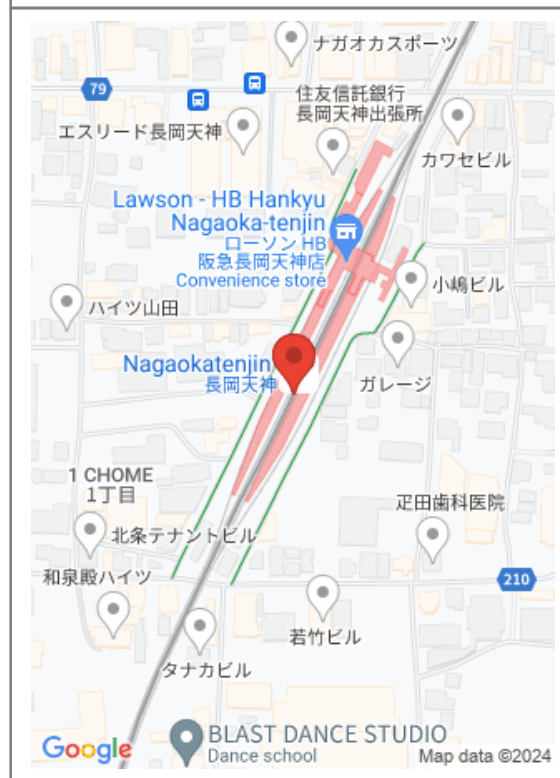 ナガオカスポーツ
79
住友信託銀行
長岡天神出張所
エスリード長岡天神
カワセビル
Lawson - HB Hankyu
Nagaoka-tenjin
ローソン HB
阪急長岡天神店
Convenience store
小嶋ビル
ハイツ山田
Nagaokatenjin
長岡天神
ガレージ
1 CHOME
1丁目
疋田歯科医院
北条テナントビル
和泉殿ハイツ
210
若竹ビル
タナカビル
BLAST DANCE STUDIO
Dance school
Google
Map data ©2024